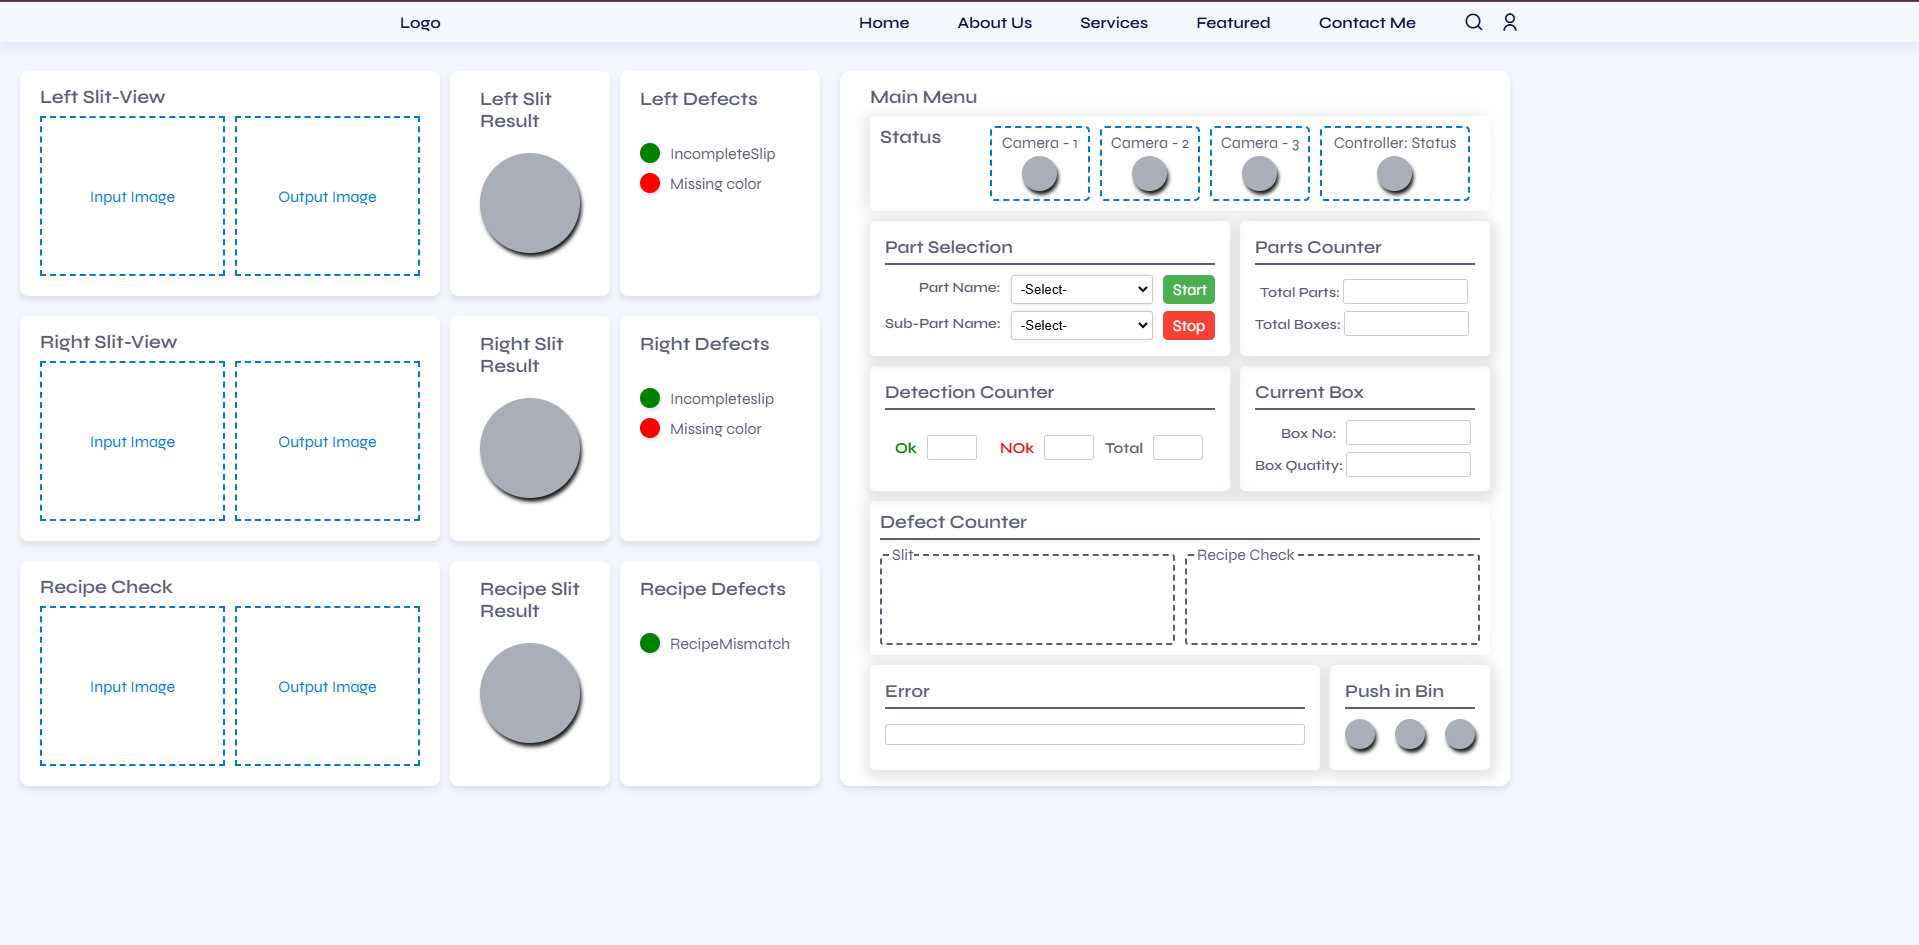 Logo
Home About Us Services Featured Contact Me
Left Slit-View
Input Image Output Image
Left Slit
Result
Left Defects
IncompleteSlip
Missing color
Right Slit-View
Input Image Output Image
Right Slit
Result
Right Defects
Incompleteslip
Missing color
Recipe Check
Input Image Output Image
Recipe Slit
Result
Recipe Defects
RecipeMismatch
Main Menu
Status
Camera - 1 Camera - 2 Camera - 3 Controller: Status
Part Selection
Part Name: -Select- Start
Sub-Part Name: -Select- Stop
Parts Counter
Total Parts:
Total Boxes:
Detection Counter
Ok NOk Total
Current Box
Box No:
Box Quatity:
Defect Counter
Slit Recipe Check
Error
Push in Bin